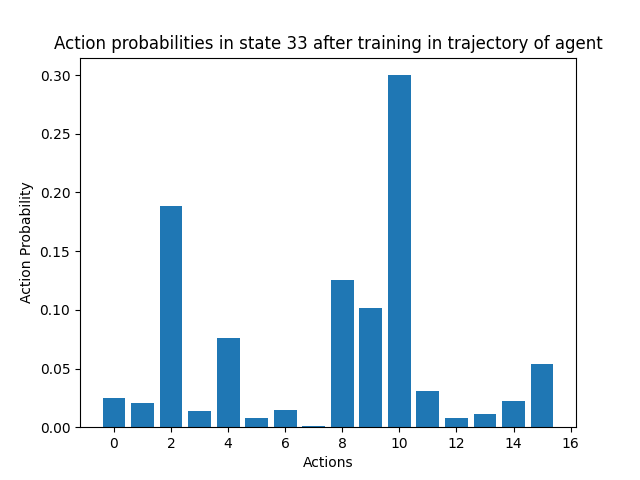 Action probabilities in state 33 after training in trajectory of agent
0.30
0.25
0.20
0.15
0.10
0.05
0.00
Action Probability
0 2 4 6 8 10 12 14 16
Actions